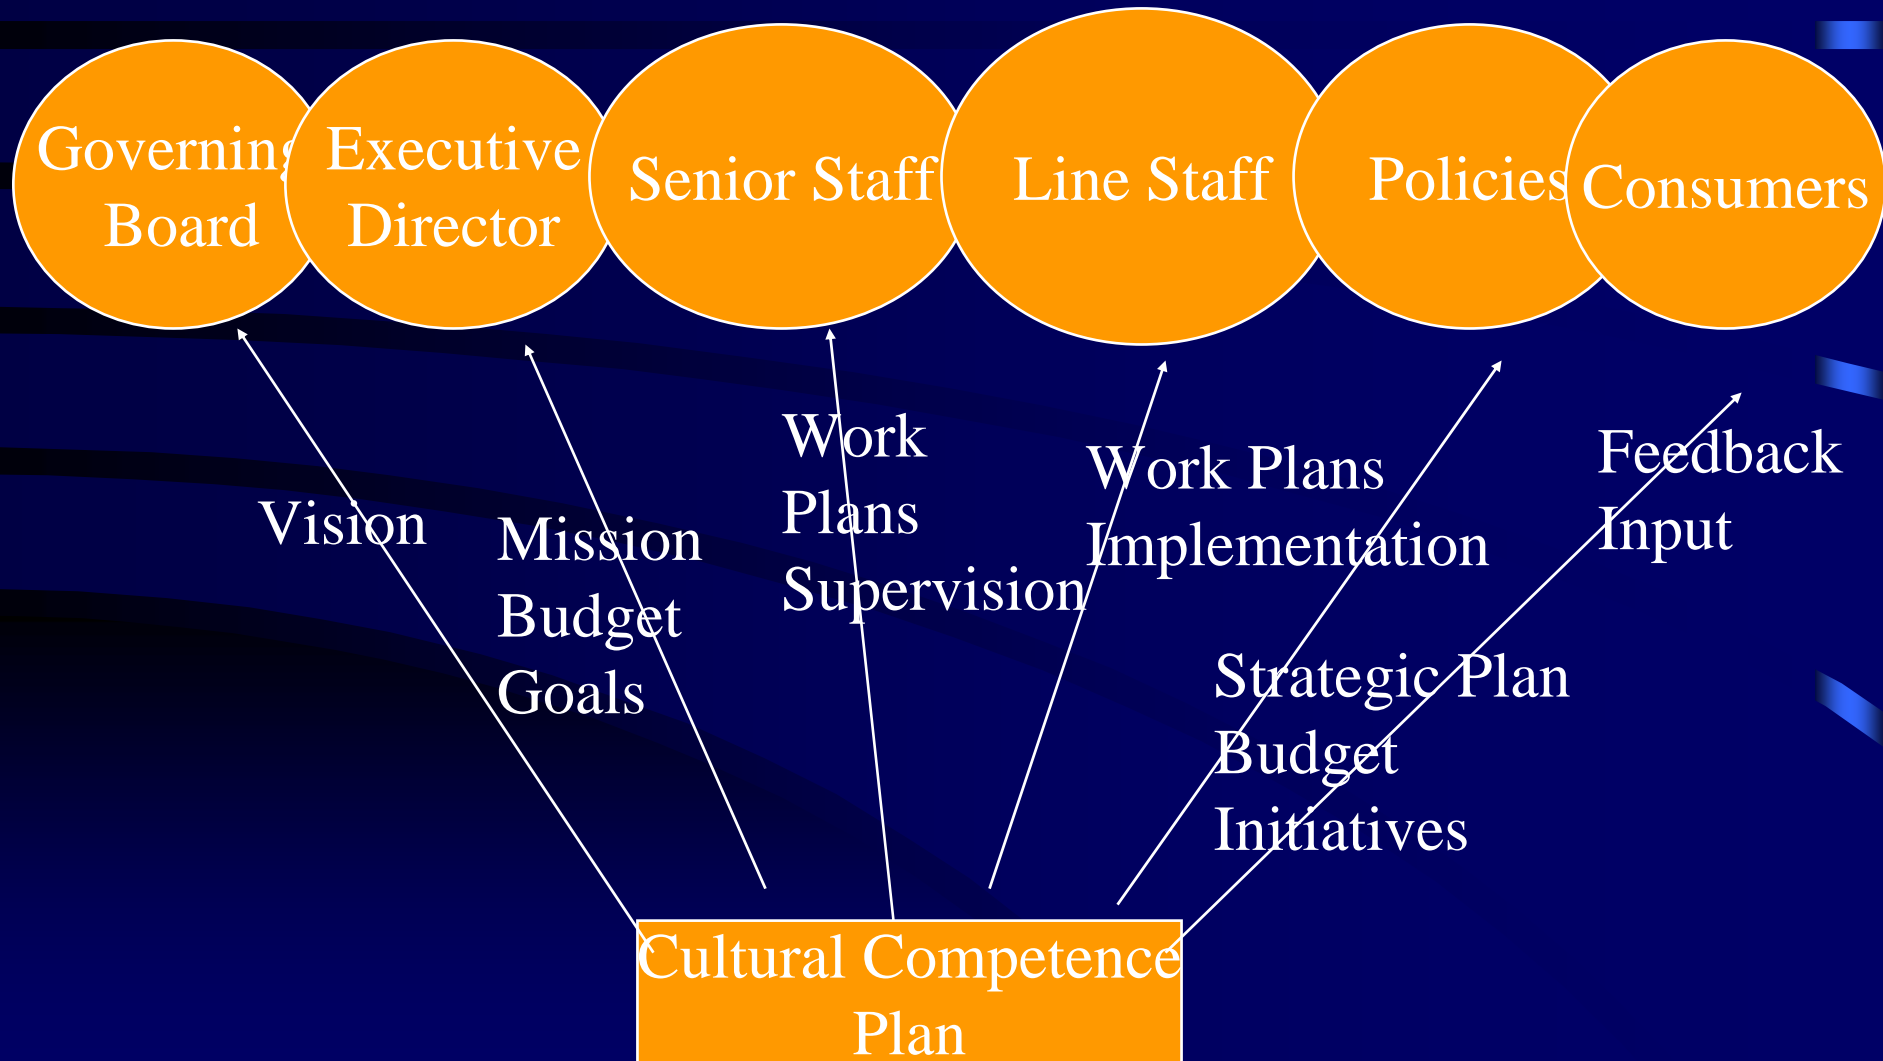 Governing
Board
Executive
Director
Senior Staff
Line Staff
Policies
Consumers
Vision
Mission
Budget
Goals
Work
Plans
Supervision
Work Plans
Implementation
Feedback
Input
Strategic Plan
Budget
Initiatives
Cultural Competence
Plan